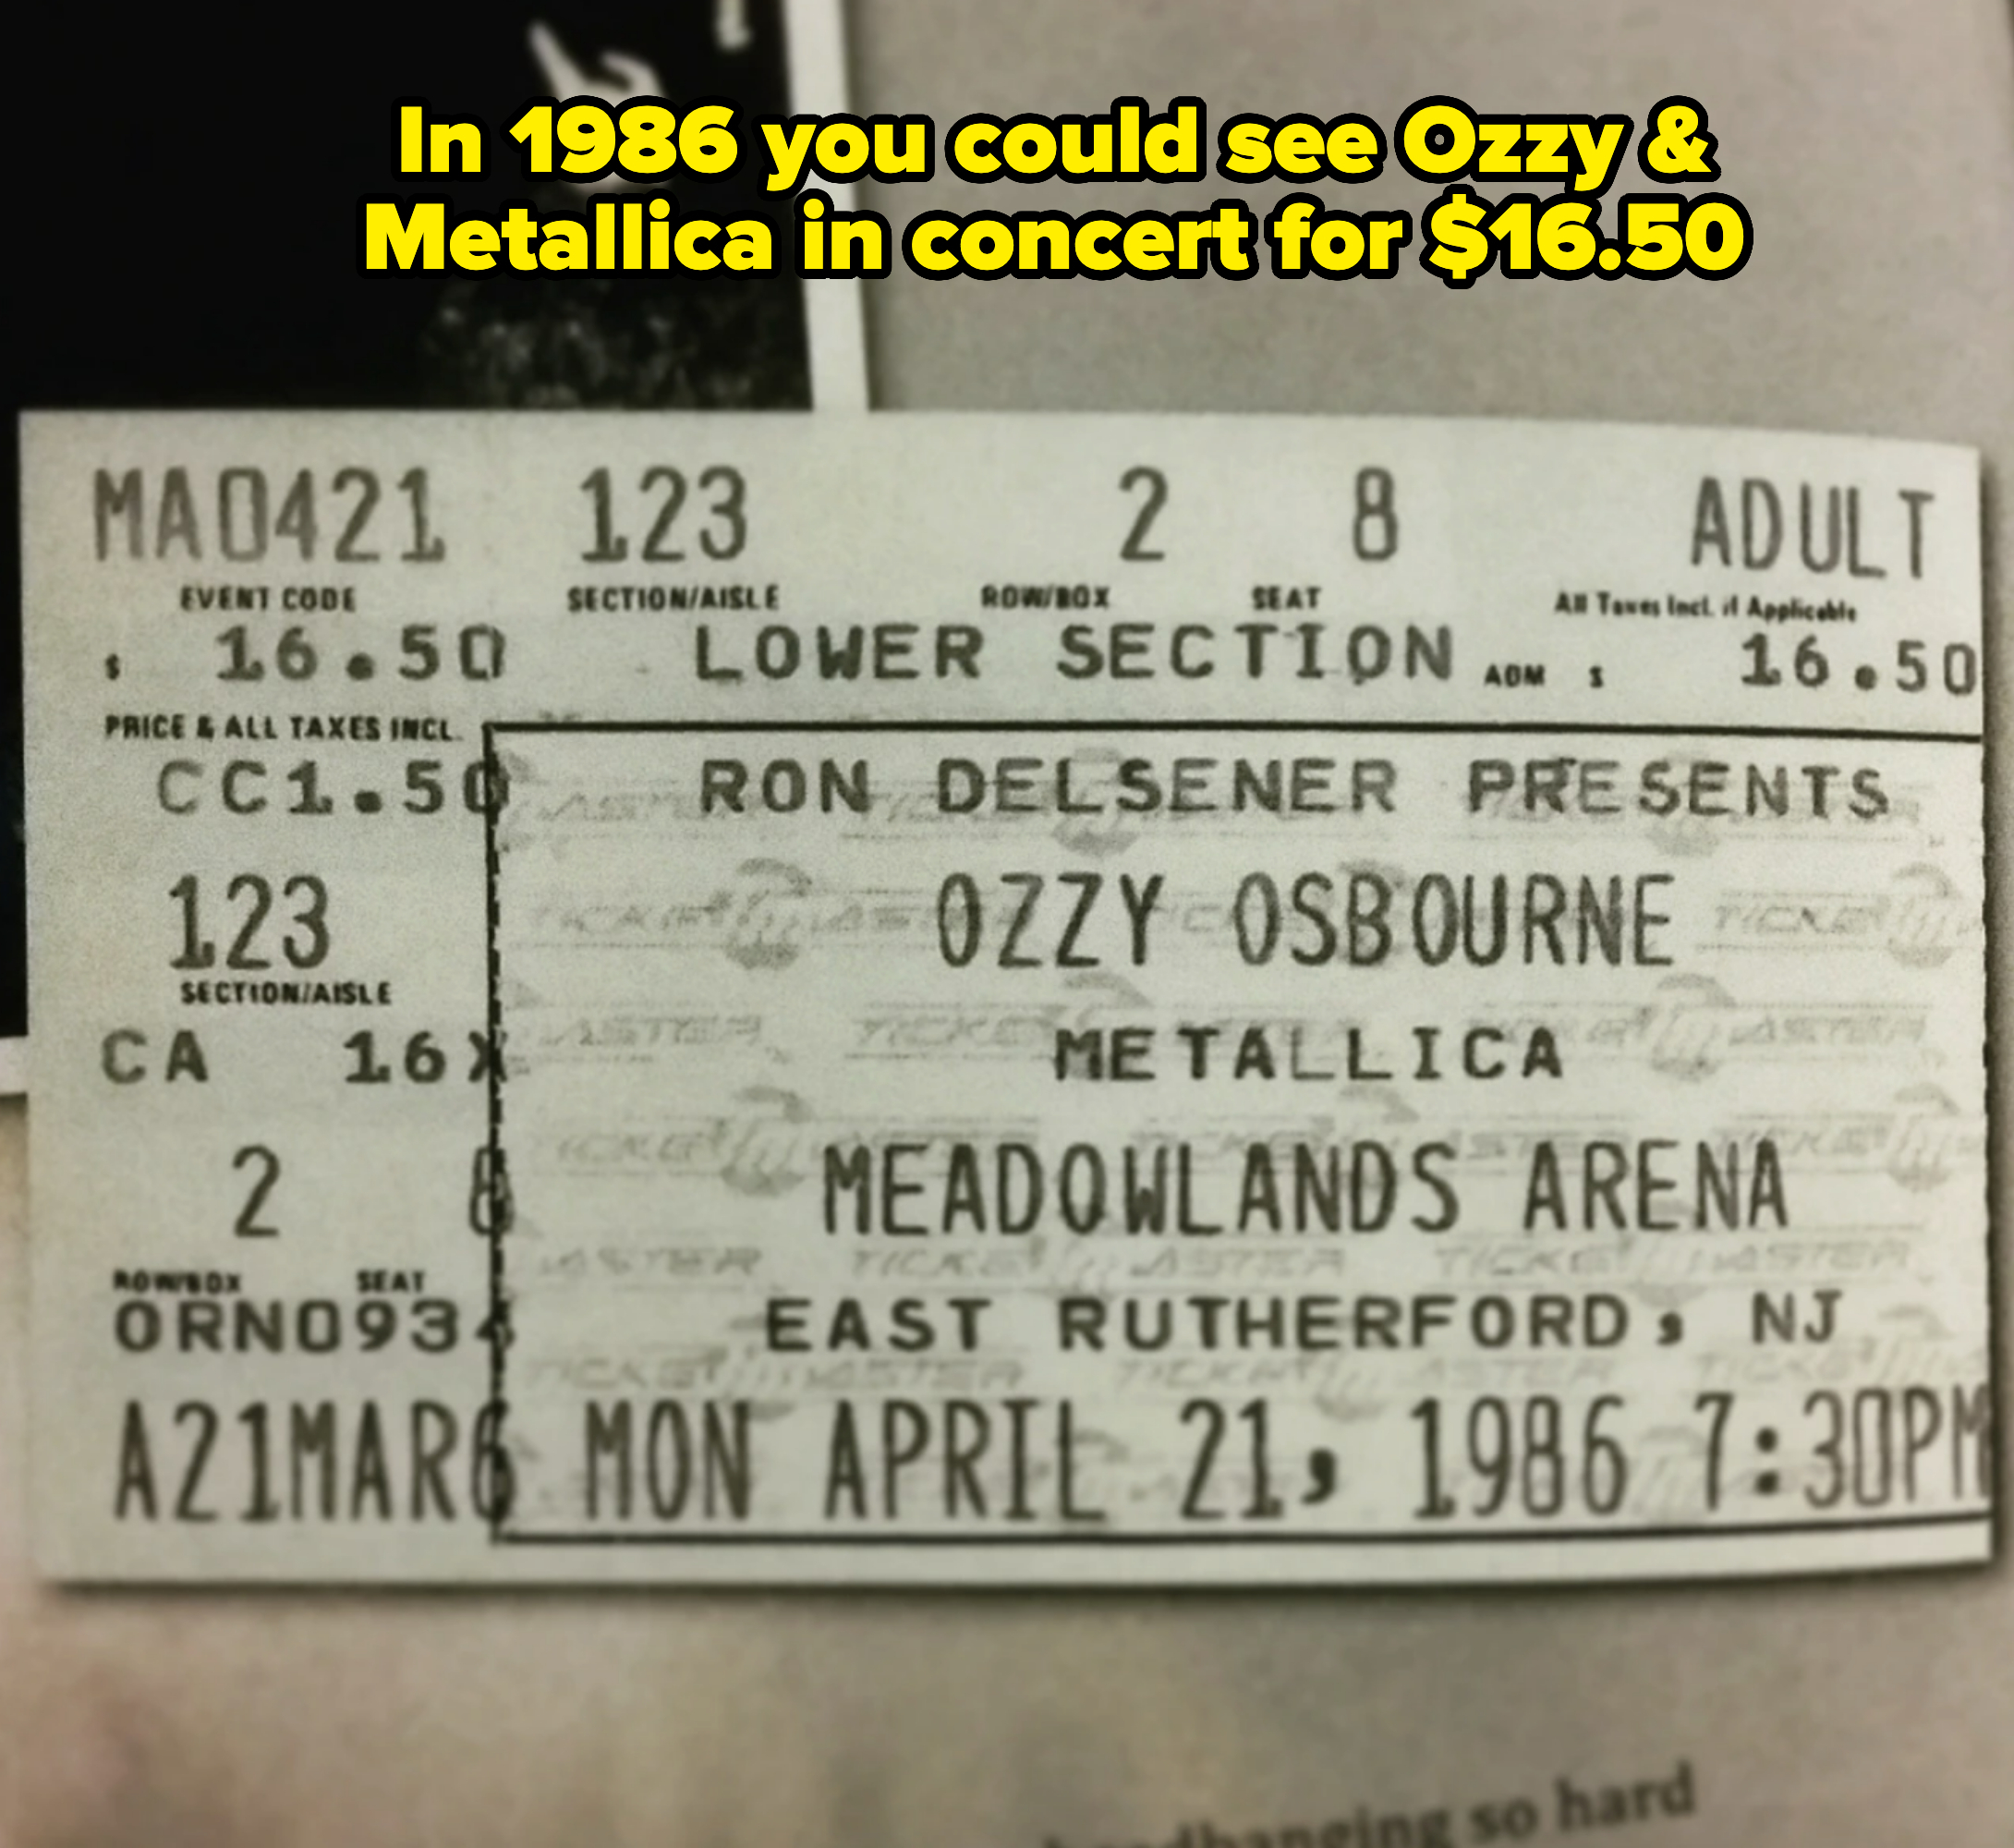 In 1986 you could see Ozzy &
Metallica in concert for $16.50
MA0421 123 2 8 ADULT
EVENT CODE SECTION/AISLE ROW/BOX SEAT All Taxes Incl. if Applicable
$ 16.50 LOWER SECTION ADM $ 16.50
PRICE & ALL TAXES INCL.
CC1.50 RON DELSENER PRESENTS
123 OZZY OSBOURNE
SECTION/AISLE
CA 16X METALLICA
2 8 MEADOWLANDS ARENA
ROW/BOX SEAT
ORN093 EAST RUTHERFORD, NJ
A21MAR6 MON APRIL 21, 1986 7:30PM
headbanging so hard